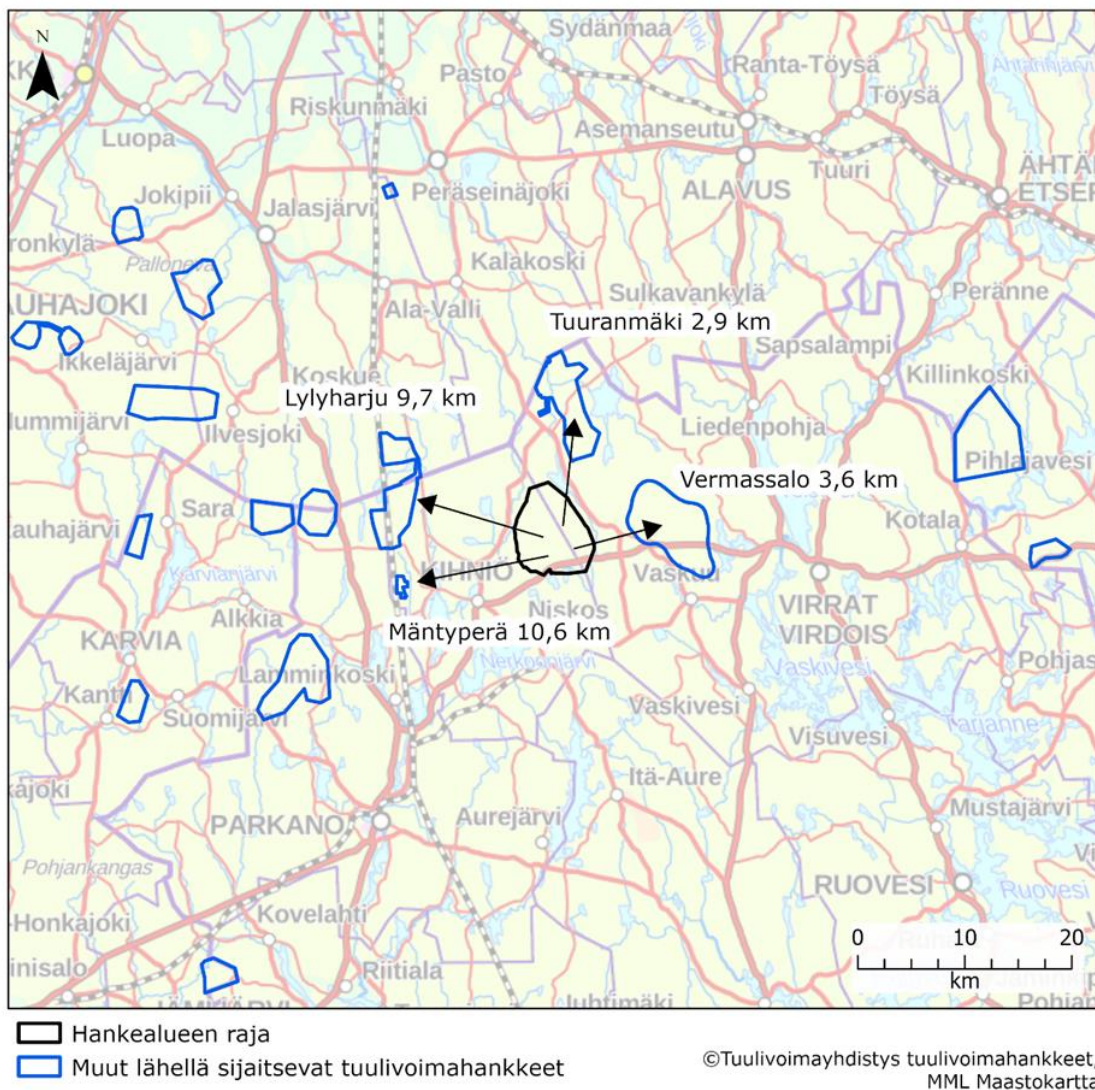 N
Sydänmaa
Pasto
Ranta-Töysä
Töysä
Riskunmäki
Luopa
Asemanseutu
Tuuri
Peräseinäjoki
ALAVUS
Jokipii
Jalasjärvi
Palloneva
Kalakoski
Sulkavankylä
Peränne
Ala-Valli
Tuuranmäki 2,9 km
Ikkeläjärvi
Sapsalampi
Koskue
Killinkoski
Lylyharju 9,7 km
Ilvesjoki
Liedenpohja
Pihlajavesi
Vermassalo 3,6 km
Sara
Kotala
KIHNIÖ
Vaskuu
Karvianjärvi
Niskos
VIRRAT
VIRDOIS
Alkkia
Mäntyperä 10,6 km
KARVIA
Nerkoonjärvi
Vaskivesi
Lamminkoski
Kantti
Suomijärvi
Vaskivesi
Visuvesi
Tarjanne
Itä-Aure
Mustajärvi
PARKANO
Aurejärvi
Pohjankangas
RUOVESI
Ruovesi
Honkajoki
Kovelahti
0 10 20
km
Riitiala
Hankealueen raja
Muut lähellä sijaitsevat tuulivoimahankkeet
©Tuulivoimayhdistys tuulivoimahankkeet,
MML Maastokartta